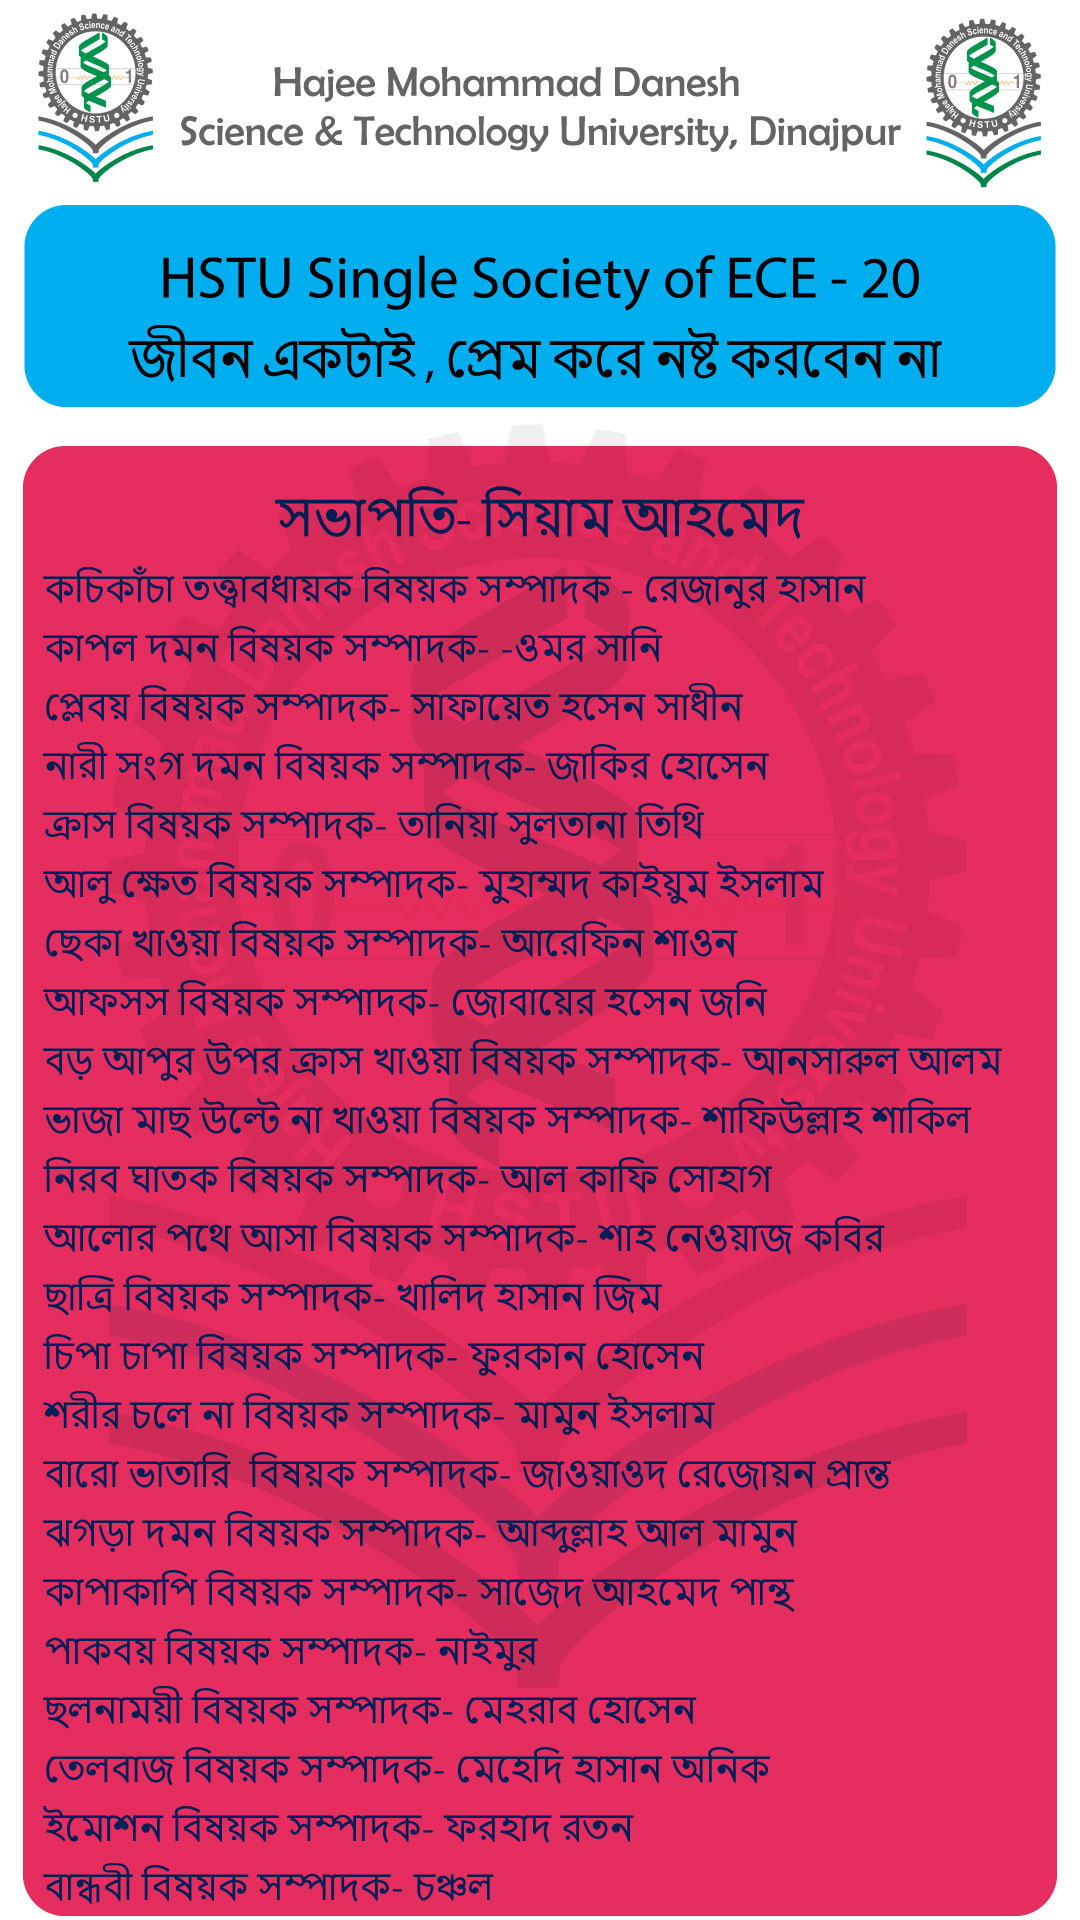 Hajee Mohammad Danesh
Science & Technology University, Dinajpur
HSTU Single Society of ECE - 20
জীবন একটাই , প্রেম করে নষ্ট করবেন না
সভাপতি- সিয়াম আহমেদ
কচিকাঁচা তত্ত্বাবধায়ক বিষয়ক সম্পাদক - রেজানুর হাসান
কাপল দমন বিষয়ক সম্পাদক- -ওমর সানি
প্লেবয় বিষয়ক সম্পাদক- সাফায়েত হসেন সাধীন
নারী সংগ দমন বিষয়ক সম্পাদক- জাকির হোসেন
ক্রাস বিষয়ক সম্পাদক- তানিয়া সুলতানা তিথি
আলু ক্ষেত বিষয়ক সম্পাদক- মুহাম্মদ কাইয়ুম ইসলাম
ছেকা খাওয়া বিষয়ক সম্পাদক- আরেফিন শাওন
আফসস বিষয়ক সম্পাদক- জোবায়ের হসেন জনি
বড় আপুর উপর ক্রাস খাওয়া বিষয়ক সম্পাদক- আনসারুল আলম
ভাজা মাছ উল্টে না খাওয়া বিষয়ক সম্পাদক- শাফিউল্লাহ শাকিল
নিরব ঘাতক বিষয়ক সম্পাদক- আল কাফি সোহাগ
আলোর পথে আসা বিষয়ক সম্পাদক- শাহ নেওয়াজ কবির
ছাত্রি বিষয়ক সম্পাদক- খালিদ হাসান জিম
চিপা চাপা বিষয়ক সম্পাদক- ফুরকান হোসেন
শরীর চলে না বিষয়ক সম্পাদক- মামুন ইসলাম
বারো ভাতারি  বিষয়ক সম্পাদক- জাওয়াওদ রেজোয়ন প্রান্ত
ঝগড়া দমন বিষয়ক সম্পাদক- আব্দুল্লাহ আল মামুন
কাপাকাপি বিষয়ক সম্পাদক- সাজেদ আহমেদ পান্থ
পাকবয় বিষয়ক সম্পাদক- নাইমুর
ছলনাময়ী বিষয়ক সম্পাদক- মেহরাব হোসেন
তেলবাজ বিষয়ক সম্পাদক- মেহেদি হাসান অনিক
ইমোশন বিষয়ক সম্পাদক- ফরহাদ রতন
বান্ধবী বিষয়ক সম্পাদক- চঞ্চল